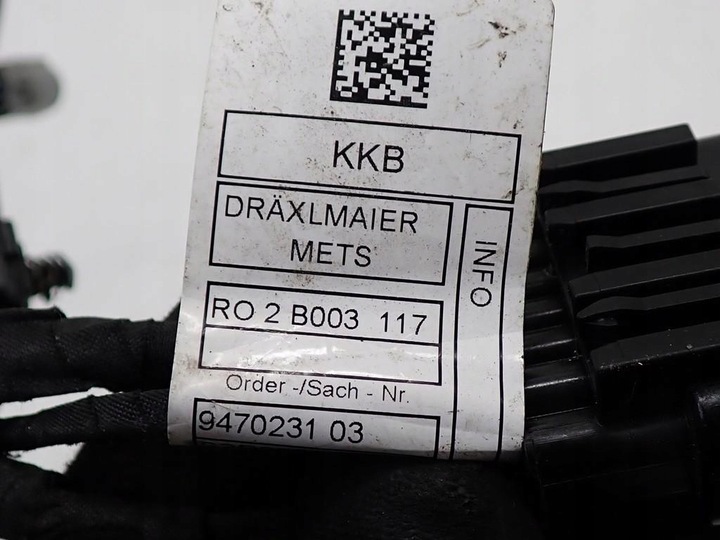 KKB
DRÄXLMAIER
METS
INFO
RO 2 B003 117
Order -/Sach - Nr.
9470231 03